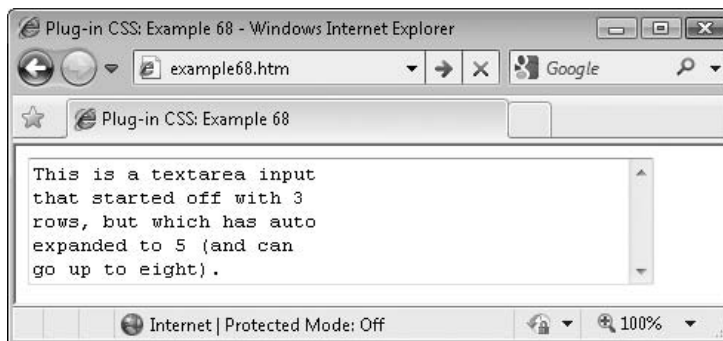 Plug-in CSS: Example 68 - Windows Internet Explorer
example68.htm
Google
Plug-in CSS: Example 68
This is a textarea input
that started off with 3
rows, but which has auto
expanded to 5 (and can
go up to eight).
Internet | Protected Mode: Off
100%